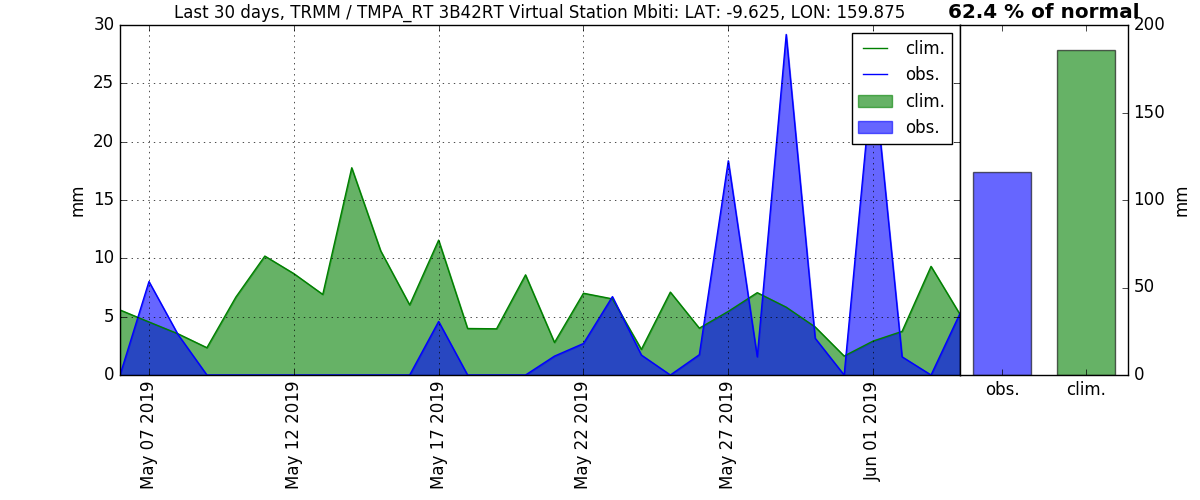 Last 30 days, TRMM / TMPA_RT 3B42RT Virtual Station Mbiti: LAT: -9.625, LON: 159.875
62.4 % of normal
30
25
20
15
10
5
0
mm
clim.
obs.
clim.
obs.
200
150
100
50
0
mm
May 07 2019
May 12 2019
May 17 2019
May 22 2019
May 27 2019
Jun 01 2019
obs.
clim.